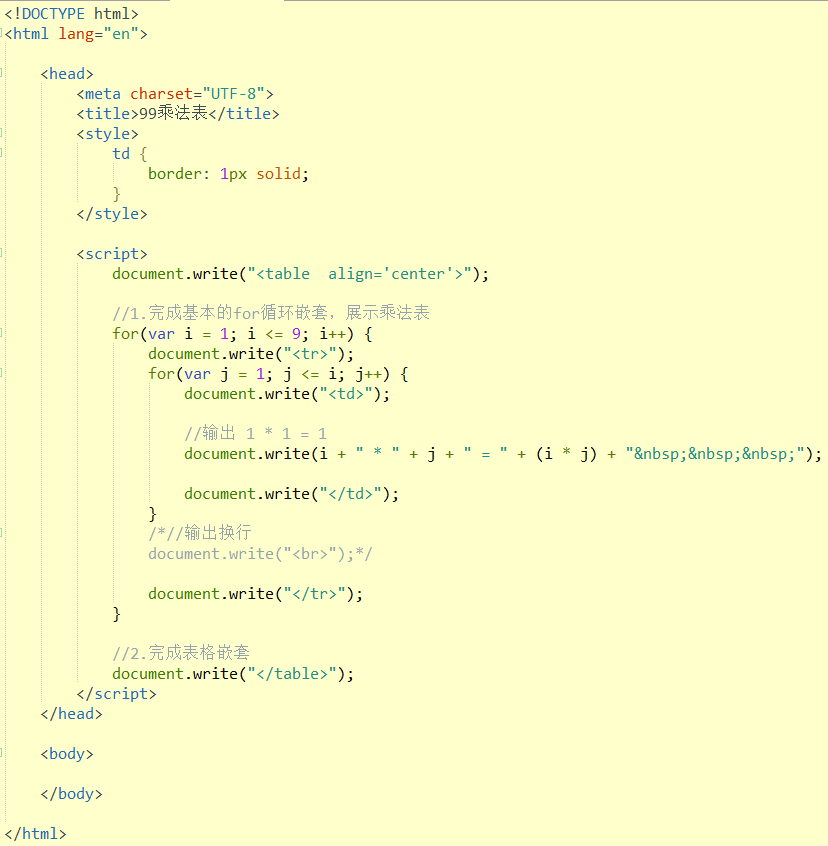 <!DOCTYPE html>
<html lang="en">
<head>
<meta charset="UTF-8">
<title>99乘法表</title>
<style>
td {
border: 1px solid;
}
</style>
<script>
document.write("<table  align='center'>");
//1.完成基本的for循环嵌套，展示乘法表
for(var i = 1; i <= 9; i++) {
document.write("<tr>");
for(var j = 1; j <= i; j++) {
document.write("<td>");
//输出 1 * 1 = 1
document.write(i + " * " + j + " = " + (i * j) + "&nbsp;&nbsp;&nbsp;");
document.write("</td>");
}
/*//输出换行
document.write("<br>");*/
document.write("</tr>");
}
//2.完成表格嵌套
document.write("</table>");
</script>
</head>
<body>
</body>
</html>